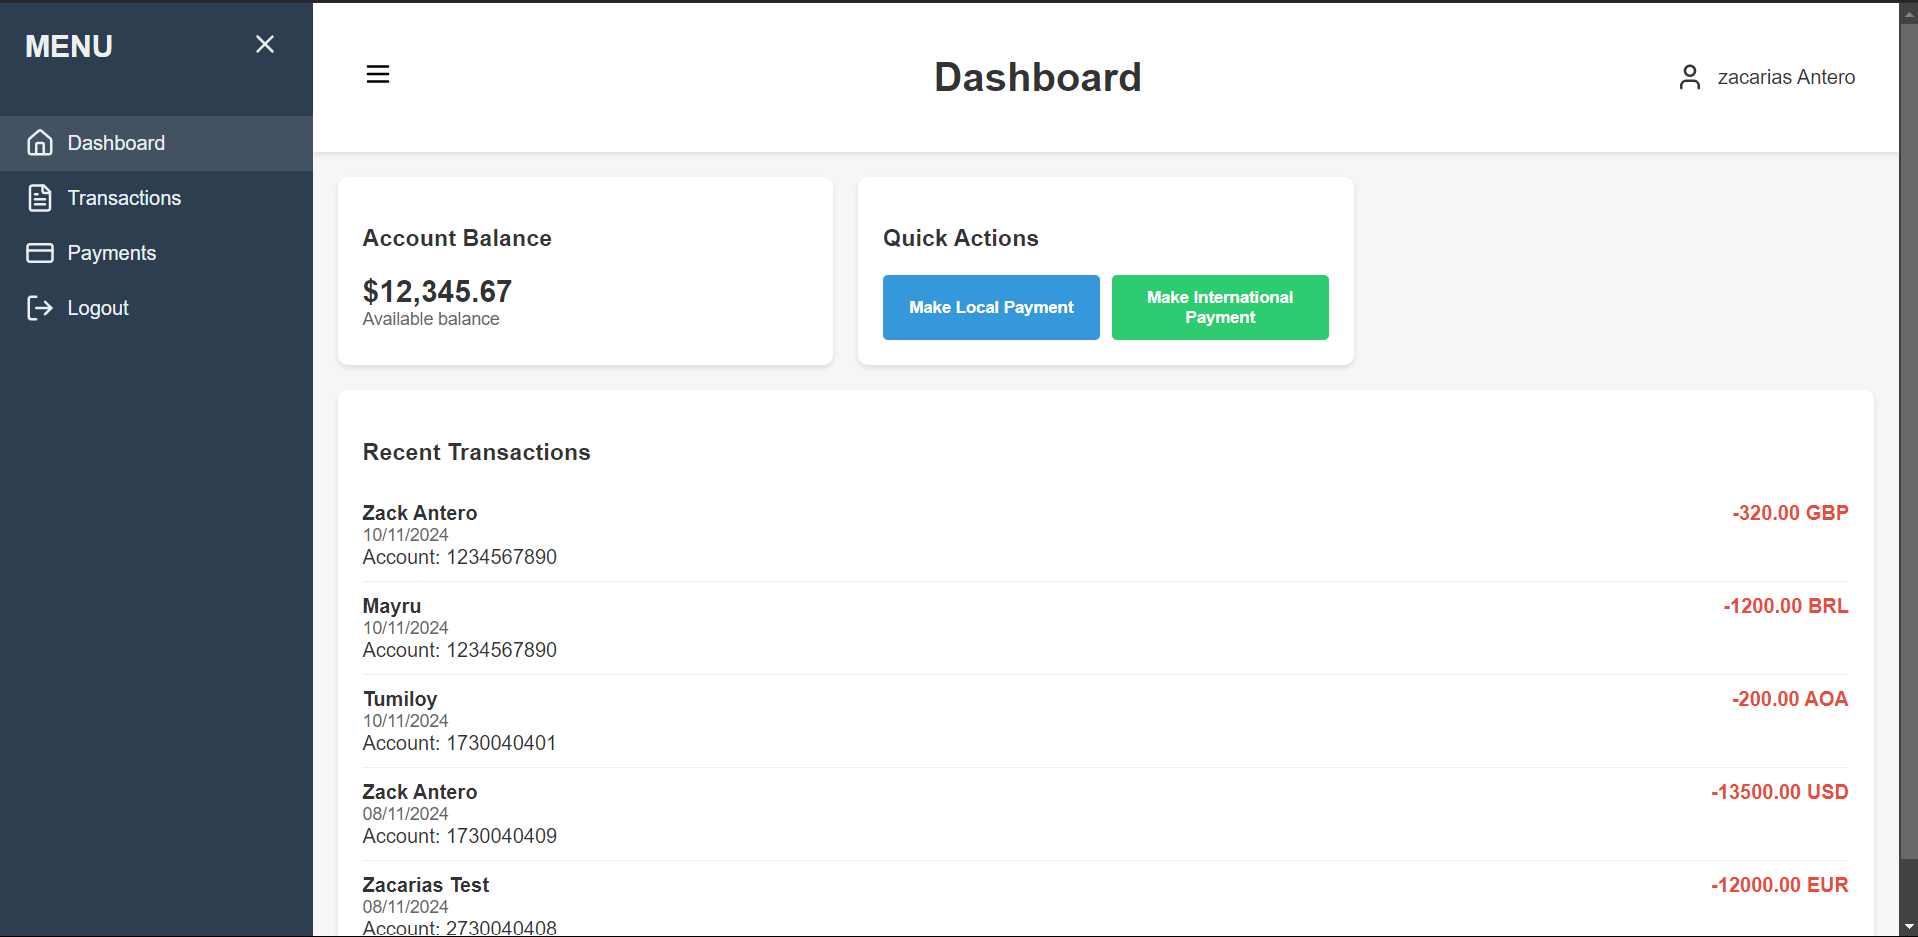 MENU
Dashboard
Transactions
Payments
Logout
Dashboard
zacarias Antero
Account Balance
$12,345.67
Available balance
Quick Actions
Make Local Payment
Make International
Payment
Recent Transactions
Zack Antero
-320.00 GBP
10/11/2024
Account: 1234567890
Mayru
-1200.00 BRL
10/11/2024
Account: 1234567890
Tumiloy
-200.00 AOA
10/11/2024
Account: 1730040401
Zack Antero
-13500.00 USD
08/11/2024
Account: 1730040409
Zacarias Test
-12000.00 EUR
08/11/2024
Account: 2730040408